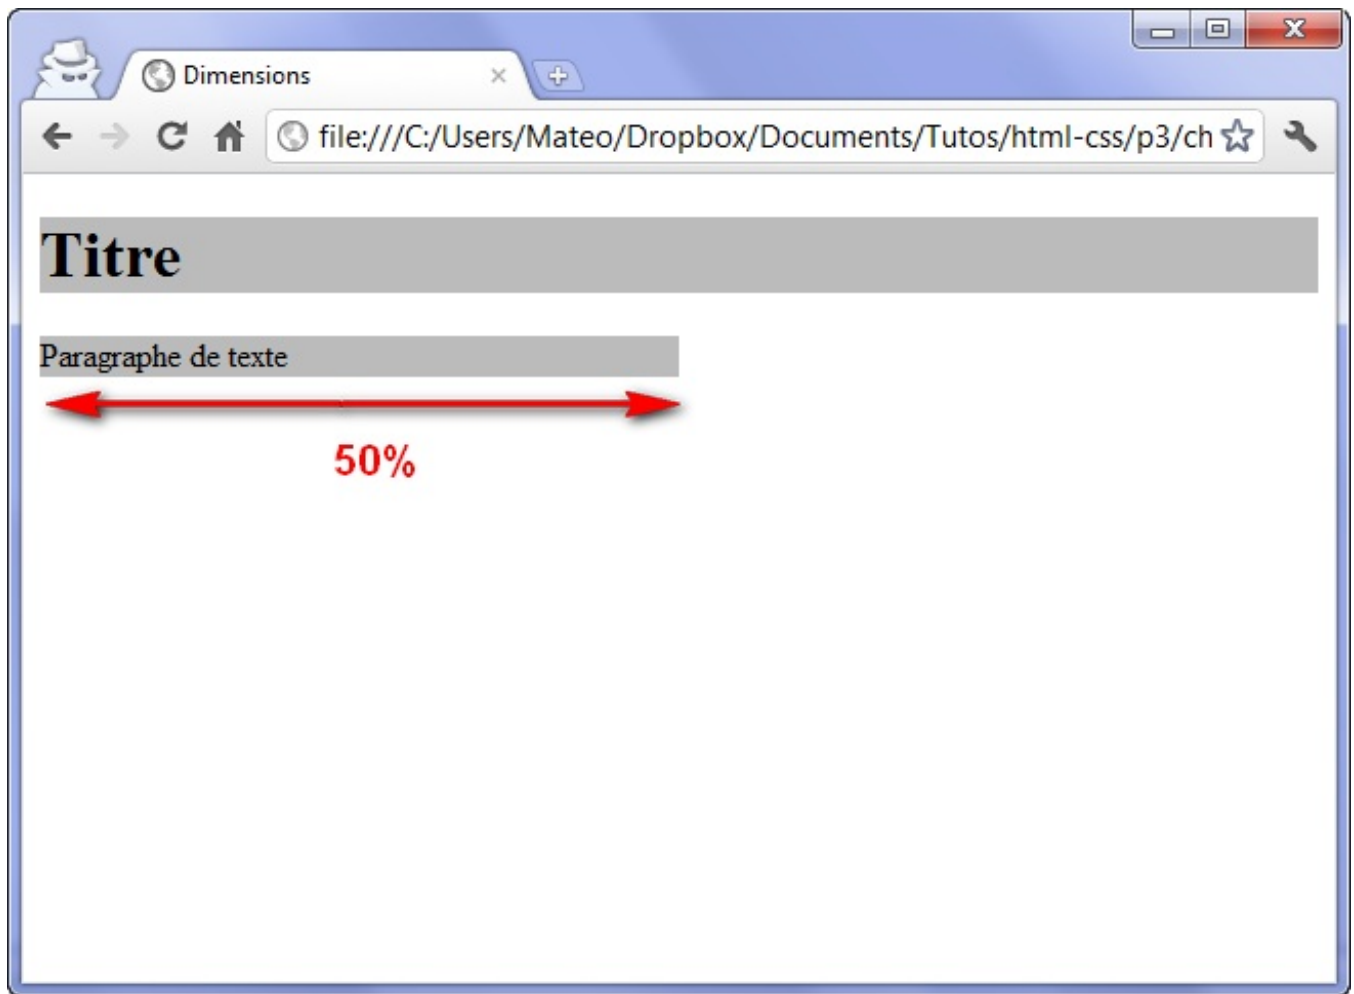 Dimensions
file:///C:/Users/Mateo/Dropbox/Documents/Tutos/html-css/p3/ch
Titre
Paragraphe de texte
50%